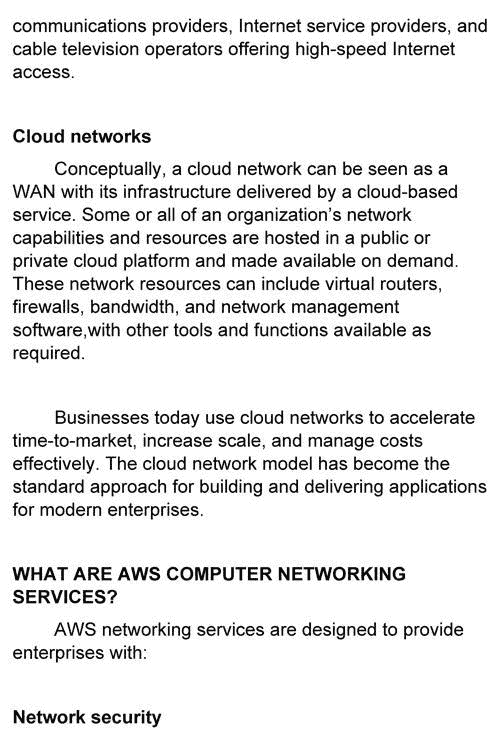 communications providers, Internet service providers, and
cable television operators offering high-speed Internet
access.
Cloud networks
Conceptually, a cloud network can be seen as a
WAN with its infrastructure delivered by a cloud-based
service. Some or all of an organization’s network
capabilities and resources are hosted in a public or
private cloud platform and made available on demand.
These network resources can include virtual routers,
firewalls, bandwidth, and network management
software,with other tools and functions available as
required.
Businesses today use cloud networks to accelerate
time-to-market, increase scale, and manage costs
effectively. The cloud network model has become the
standard approach for building and delivering applications
for modern enterprises.
WHAT ARE AWS COMPUTER NETWORKING
SERVICES?
AWS networking services are designed to provide
enterprises with:
Network security